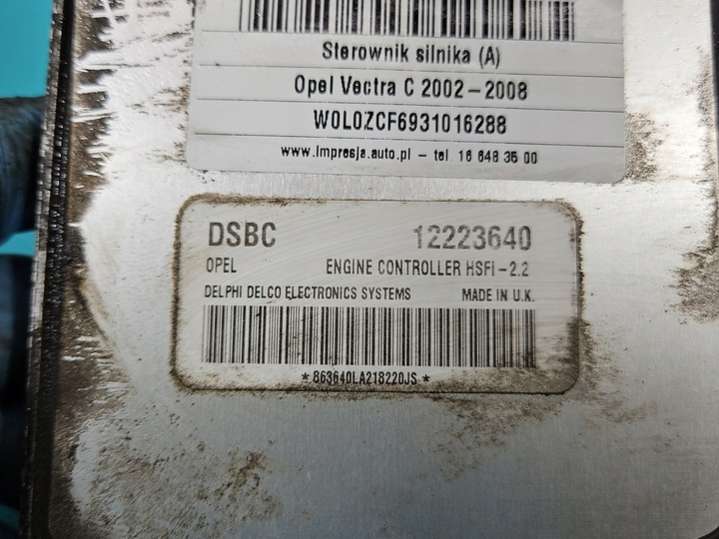 Sterownik silnika (A)
Opel Vectra C 2002-2008
W0L0ZCF6931016288
www.impresja.auto.pl - tel 16 648 35 00
DSBC 12223640
OPEL ENGINE CONTROLLER HSFI-2.2
DELPHI DELCO ELECTRONICS SYSTEMS MADE IN U.K.
*863640LA218220JS*